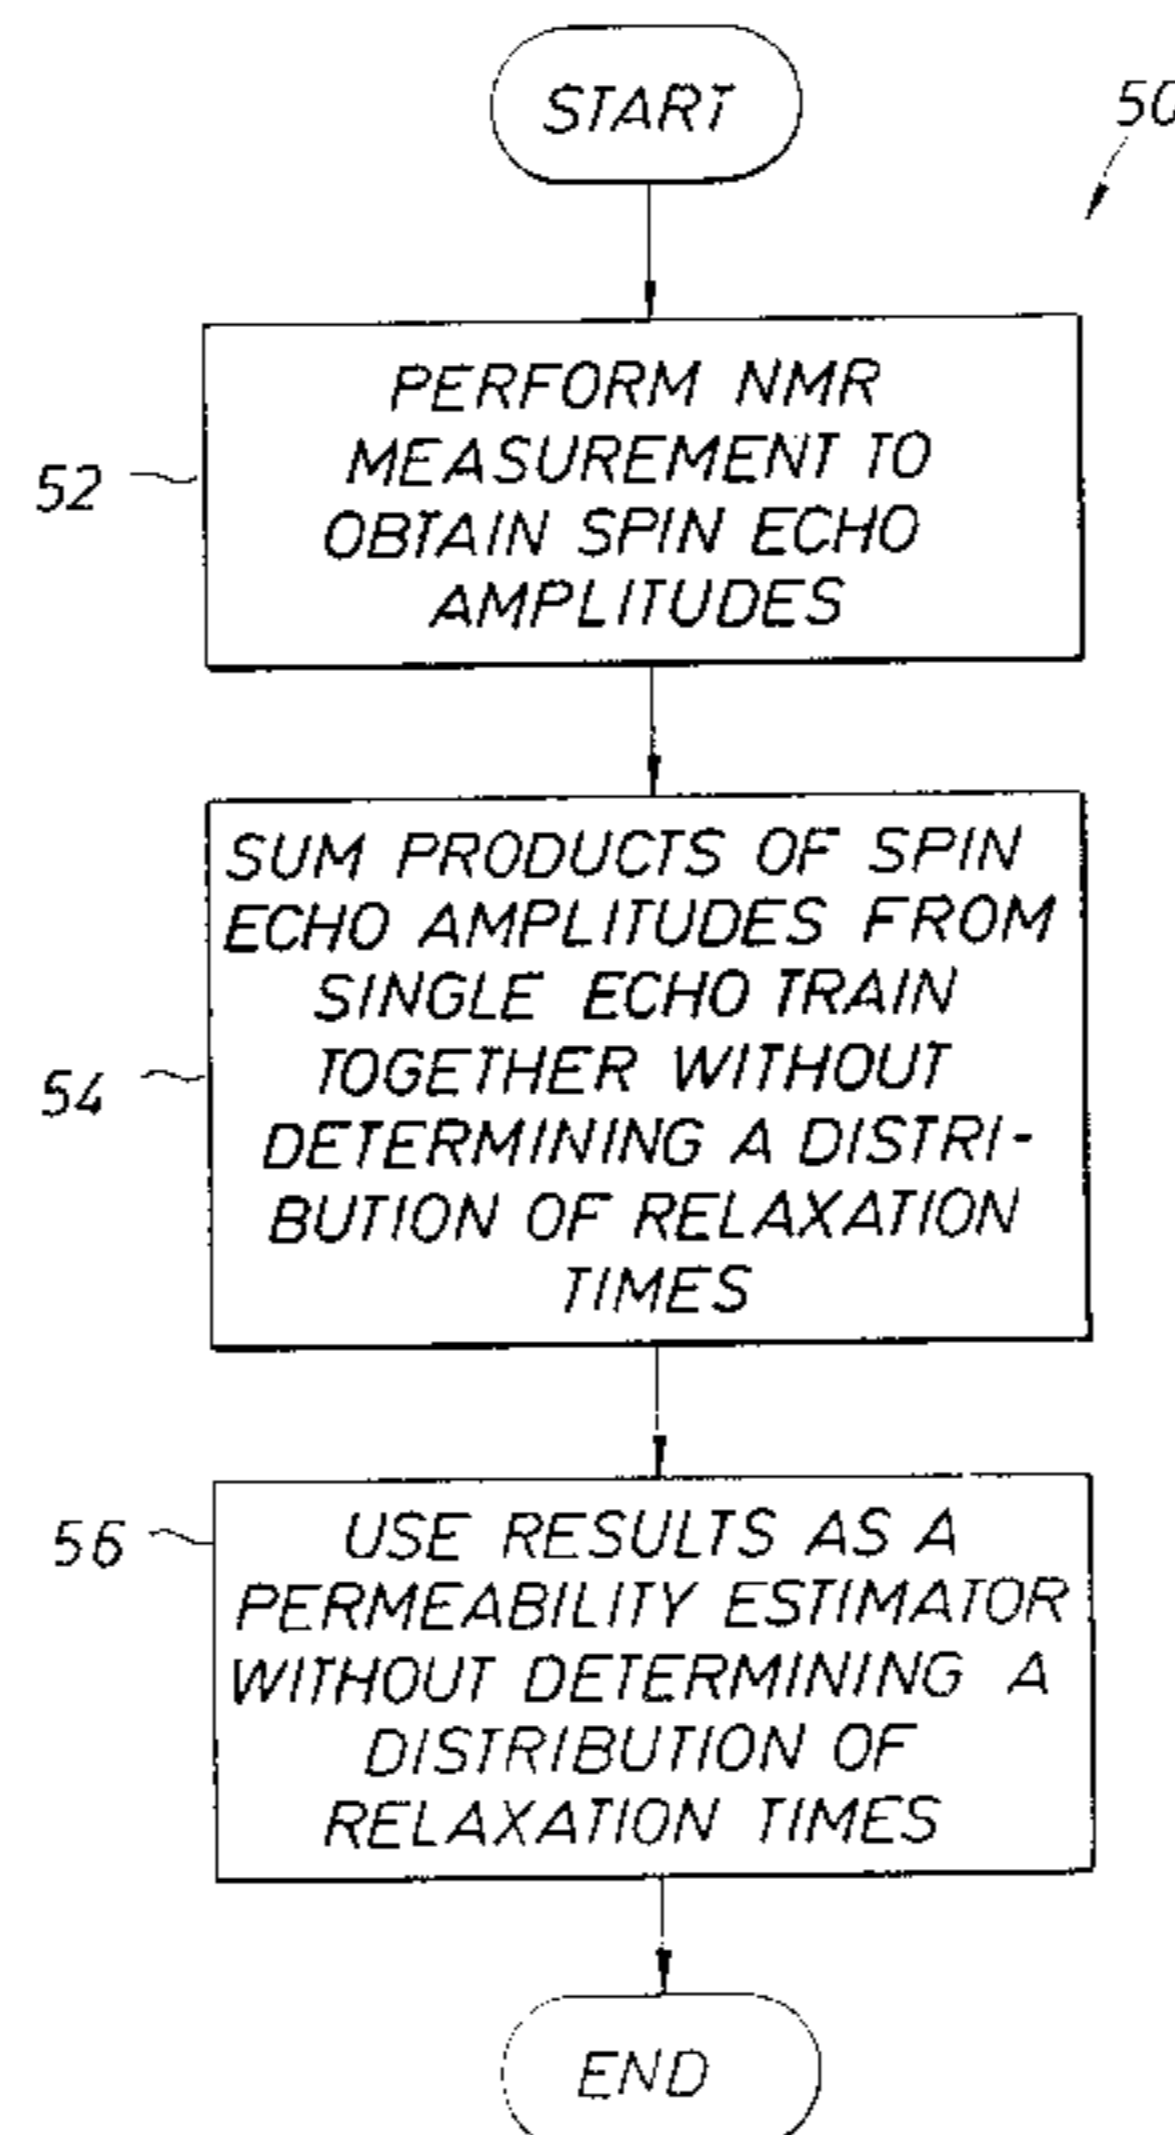 START
50
PERFORM NMR
MEASUREMENT TO
OBTAIN SPIN ECHO
AMPLITUDES
52
SUM PRODUCTS OF SPIN
ECHO AMPLITUDES FROM
SINGLE ECHO TRAIN
TOGETHER WITHOUT
DETERMINING A DISTRI-
BUTION OF RELAXATION
TIMES
54
USE RESULTS AS A
PERMEABILITY ESTIMATOR
WITHOUT DETERMINING A
DISTRIBUTION OF
RELAXATION TIMES
56
END